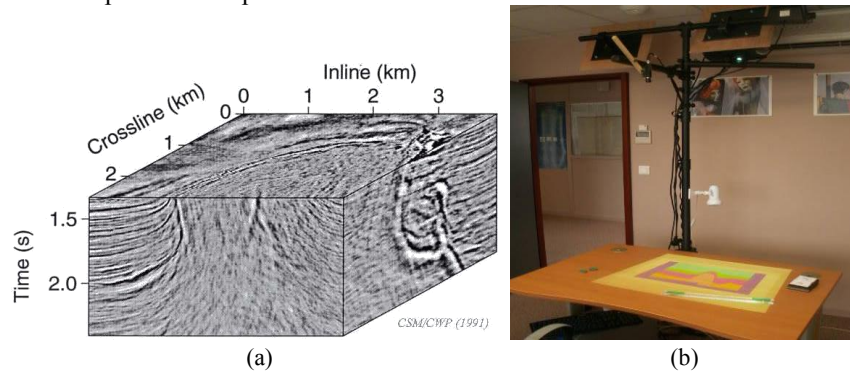 Inline (km)
Crossline (km)
0 0 1 2 3
1
2
1.5
Time (s)
2.0
CSM/CWP (1991)
(a) (b)